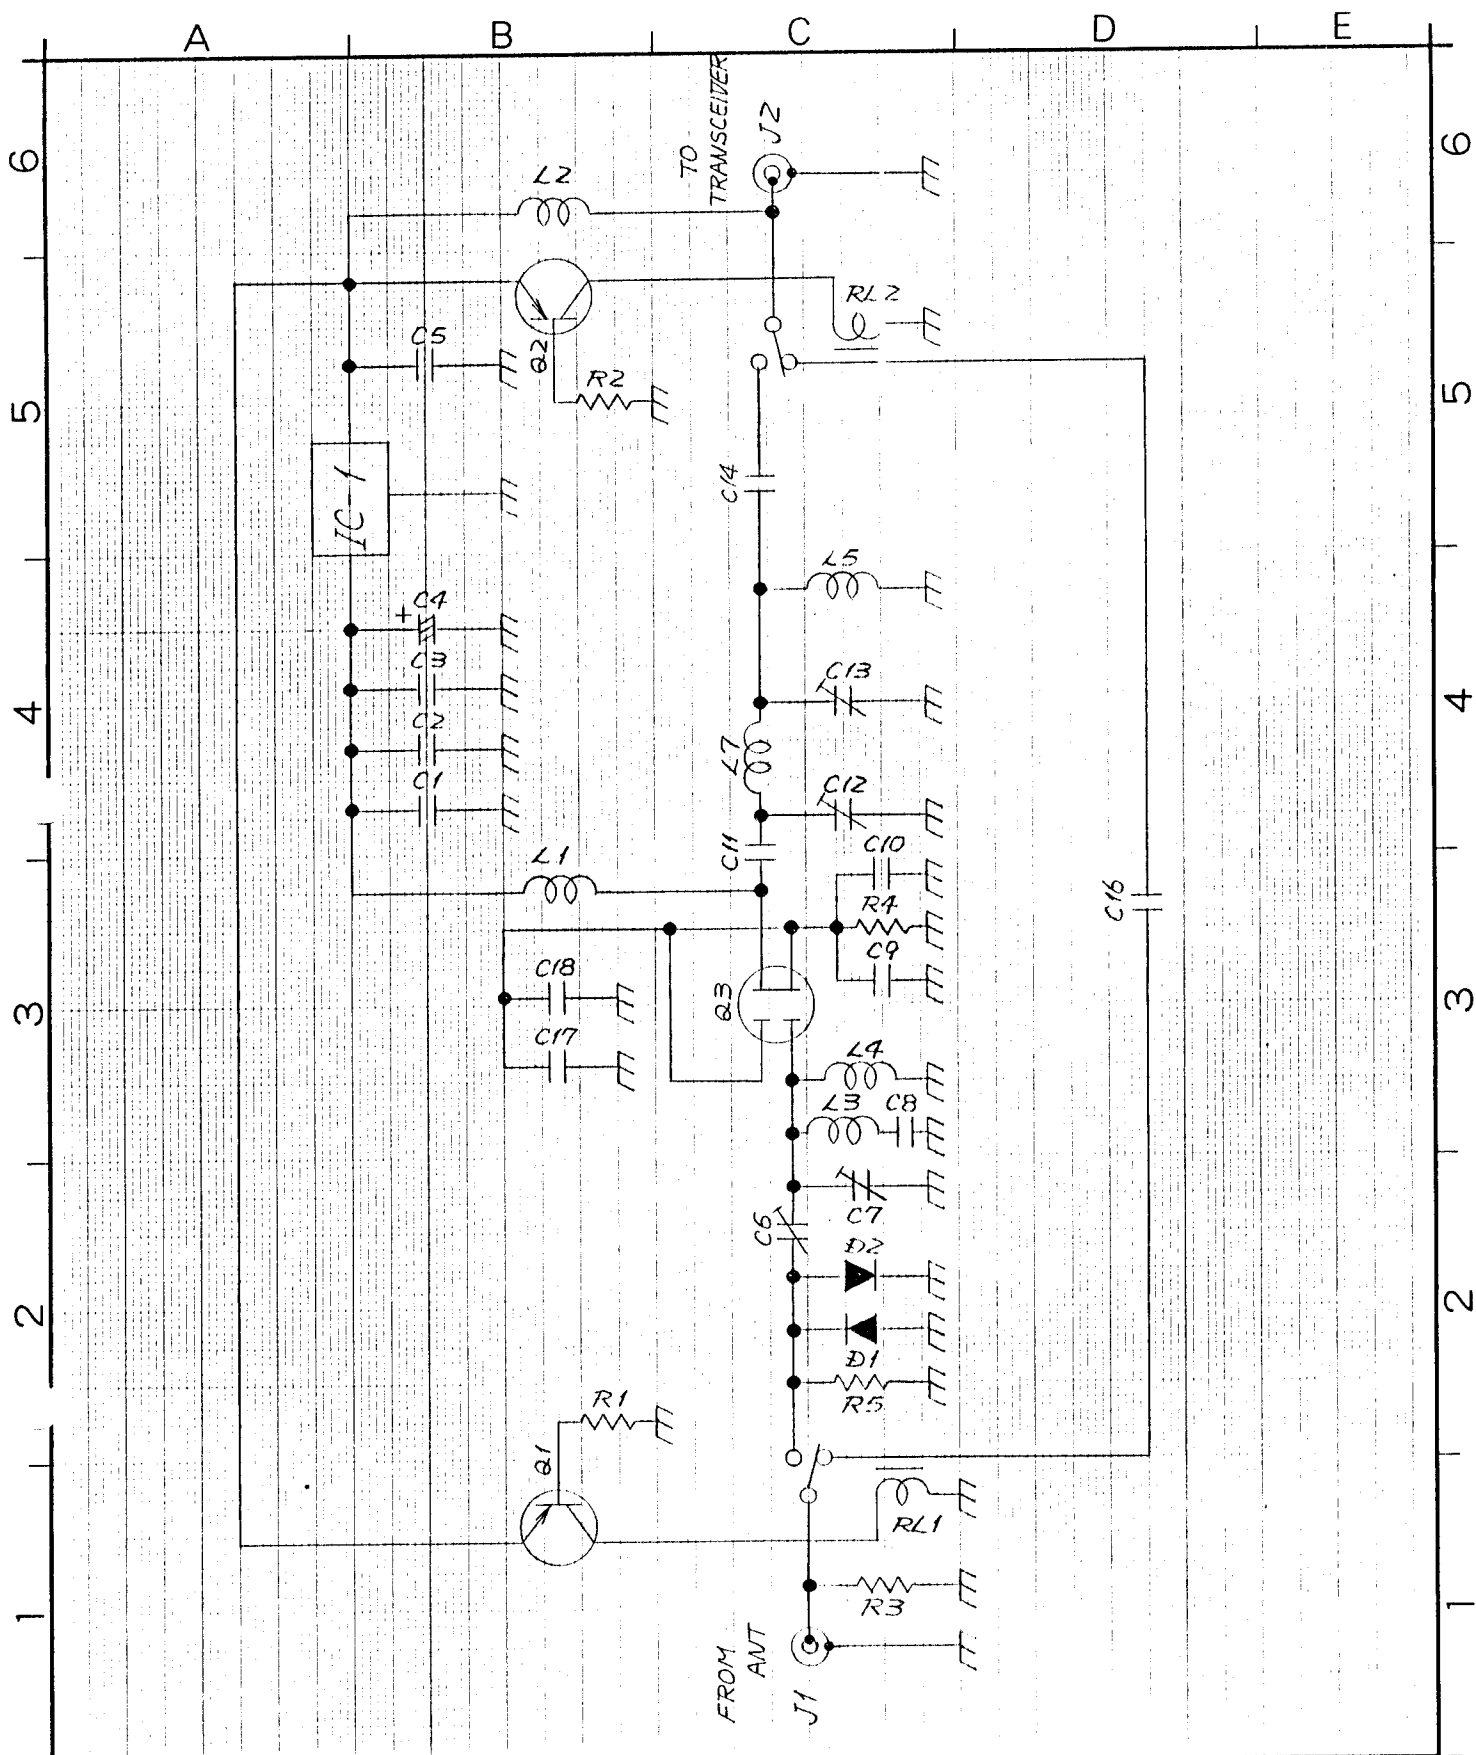 A B C D E
6 6
TO
TRANSCEIVER
J2
L2
RL2
C5
Q2
R2
5 5
IC-1
C14
L5
+ C4
C3
C13
4 4
C2
L7
C1
C12
C11
C10
L1
R4
C16
C9
C18
Q3
3 3
C17
L4
L3 C8
C7
C6
D2
2 2
D1
R1
R5
Q1
RL1
R3
1 1
FROM
ANT
J1